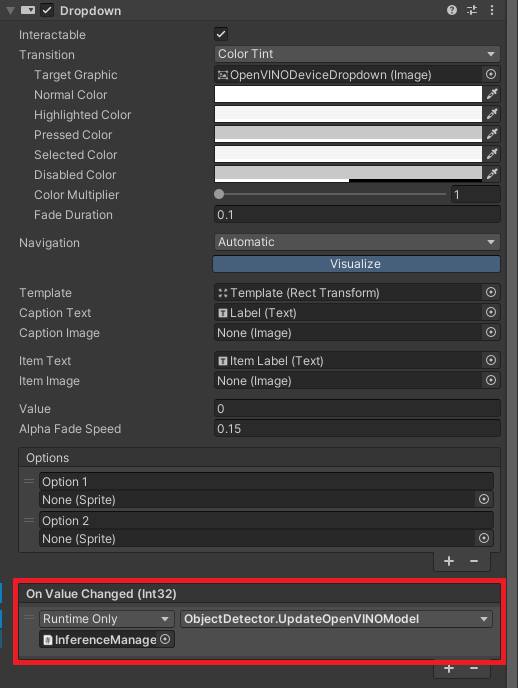 Dropdown
Interactable
Transition Color Tint
Target Graphic OpenVINODeviceDropdown (Image)
Normal Color
Highlighted Color
Pressed Color
Selected Color
Disabled Color
Color Multiplier 1
Fade Duration 0.1
Navigation Automatic
Visualize
Template Template (Rect Transform)
Caption Text Label (Text)
Caption Image None (Image)
Item Text Item Label (Text)
Item Image None (Image)
Value 0
Alpha Fade Speed 0.15
Options
Option 1
None (Sprite)
Option 2
None (Sprite)
On Value Changed (Int32)
Runtime Only ObjectDetector.UpdateOpenVINOModel
InferenceManage